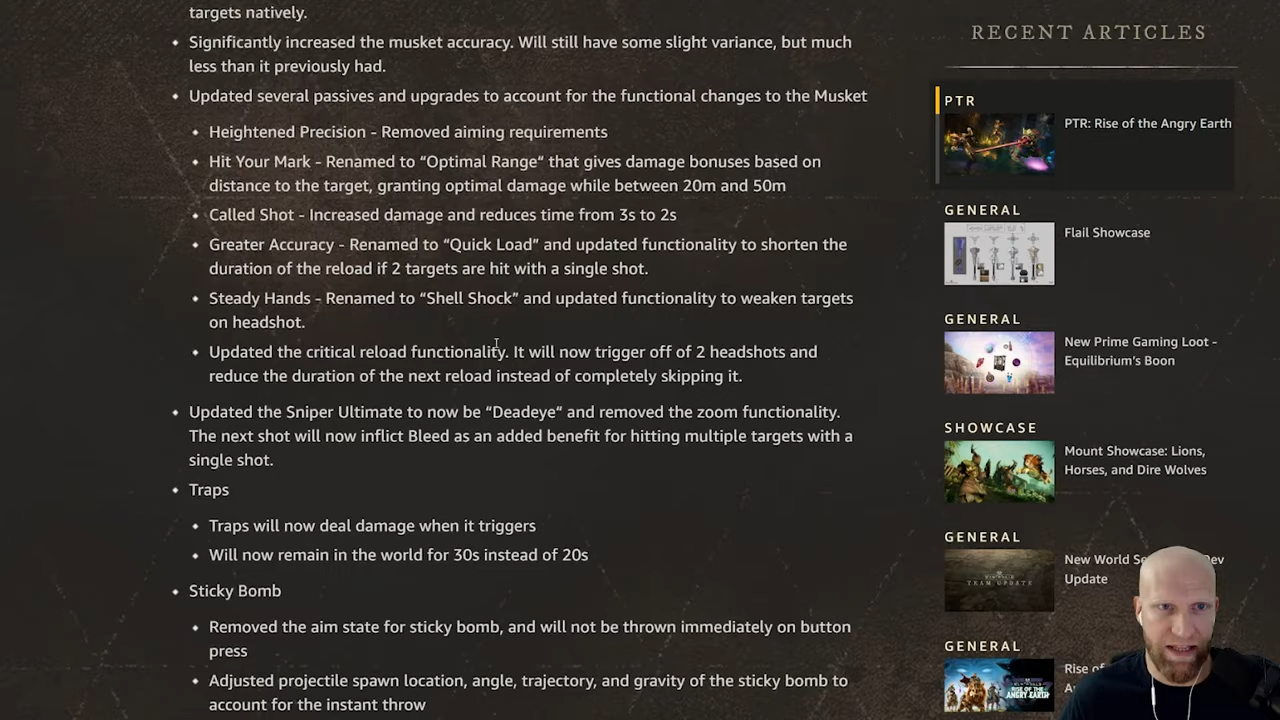 targets natively.
Significantly increased the musket accuracy. Will still have some slight variance, but much
less than it previously had.
Updated several passives and upgrades to account for the functional changes to the Musket
Heightened Precision - Removed aiming requirements
Hit Your Mark - Renamed to “Optimal Range“ that gives damage bonuses based on
distance to the target, granting optimal damage while between 20m and 50m
Called Shot - Increased damage and reduces time from 3s to 2s
Greater Accuracy - Renamed to “Quick Load” and updated functionality to shorten the
duration of the reload if 2 targets are hit with a single shot.
Steady Hands - Renamed to “Shell Shock” and updated functionality to weaken targets
on headshot.
Updated the critical reload functionality. It will now trigger off of 2 headshots and
reduce the duration of the next reload instead of completely skipping it.
Updated the Sniper Ultimate to now be “Deadeye“ and removed the zoom functionality.
The next shot will now inflict Bleed as an added benefit for hitting multiple targets with a
single shot.
Traps
Traps will now deal damage when it triggers
Will now remain in the world for 30s instead of 20s
Sticky Bomb
Removed the aim state for sticky bomb, and will not be thrown immediately on button
press
Adjusted projectile spawn location, angle, trajectory, and gravity of the sticky bomb to
account for the instant throw
RECENT ARTICLES
PTR
PTR: Rise of the Angry Earth
GENERAL
Flail Showcase
GENERAL
New Prime Gaming Loot -
Equilibrium’s Boon
SHOWCASE
Mount Showcase: Lions,
Horses, and Dire Wolves
GENERAL
New World
Update
TEAM UPDATE
GENERAL
Rise
RISE OF THE
ANGRY EARTH